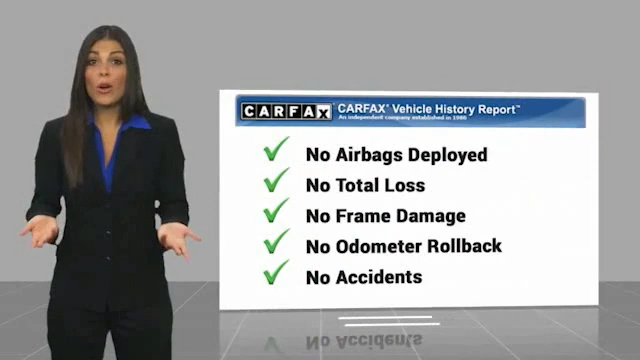 CARFAX® CARFAX® Vehicle History Report™
An independent company established in 1986
No Airbags Deployed
No Total Loss
No Frame Damage
No Odometer Rollback
No Accidents